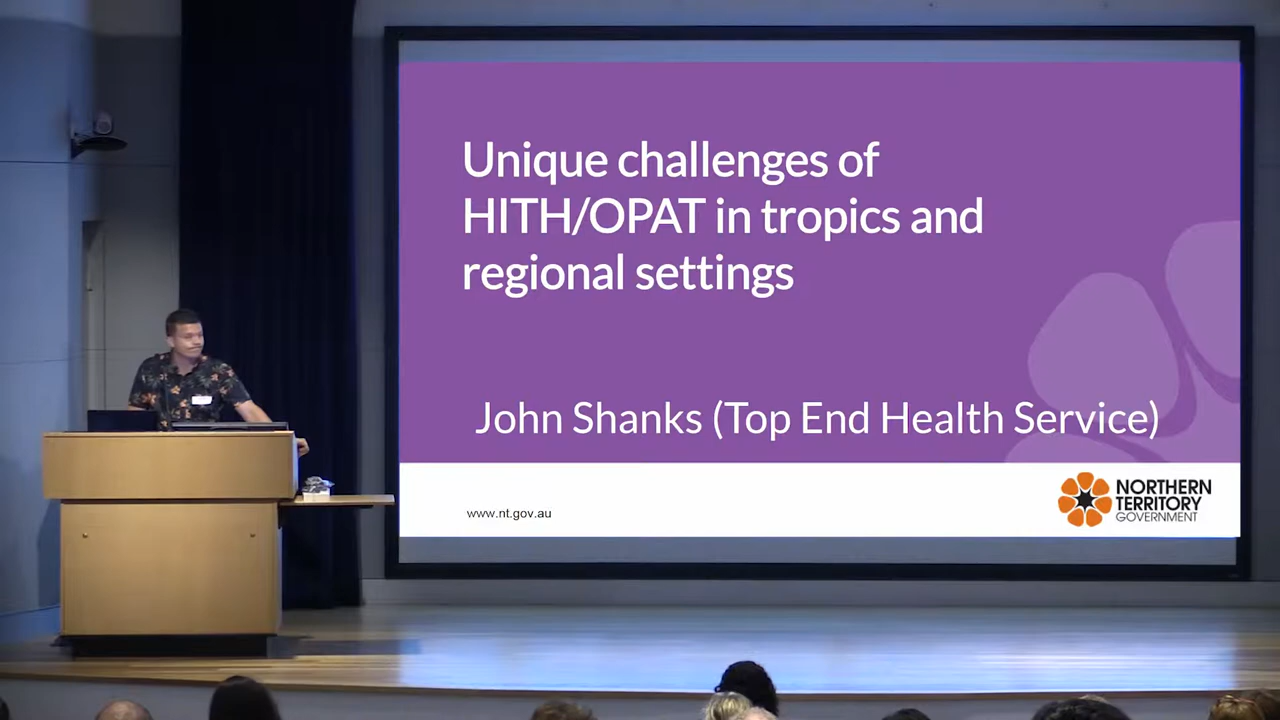 Unique challenges of
HITH/OPAT in tropics and
regional settings
John Shanks (Top End Health Service)
www.nt.gov.au
NORTHERN
TERRITORY
GOVERNMENT